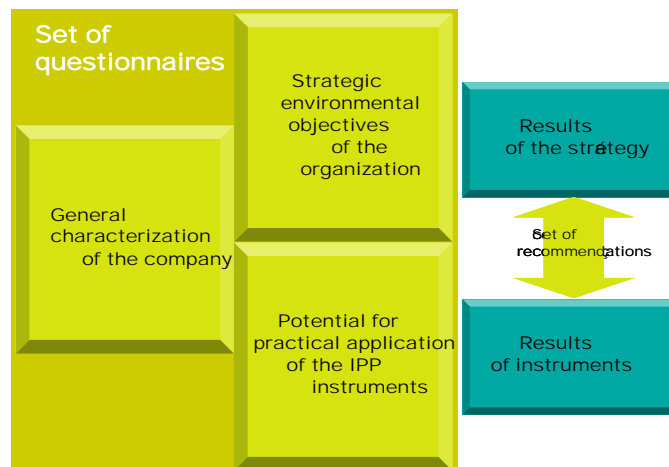 Set of
questionnaires
Strategic
environmental
objectives
of the
organization
General
characterization
of the company
Potential for
practical application
of the IPP
instruments
Results
of the stratégy
Set of
recommendations
Results
of instruments